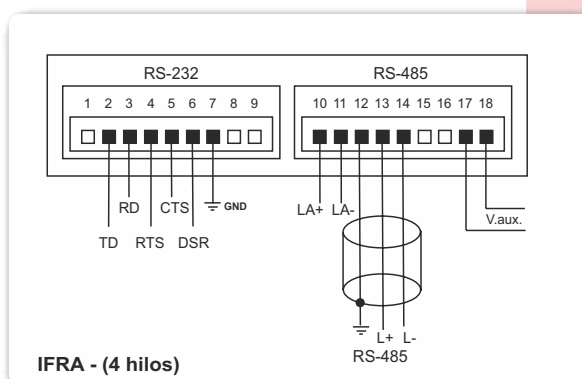 RS-232 RS-485
1 2 3 4 5 6 7 8 9 10 11 12 13 14 15 16 17 18
RD CTS GND LA+ LA- V.aux.
TD RTS DSR
L+ L-
RS-485
IFRA - (4 hilos)